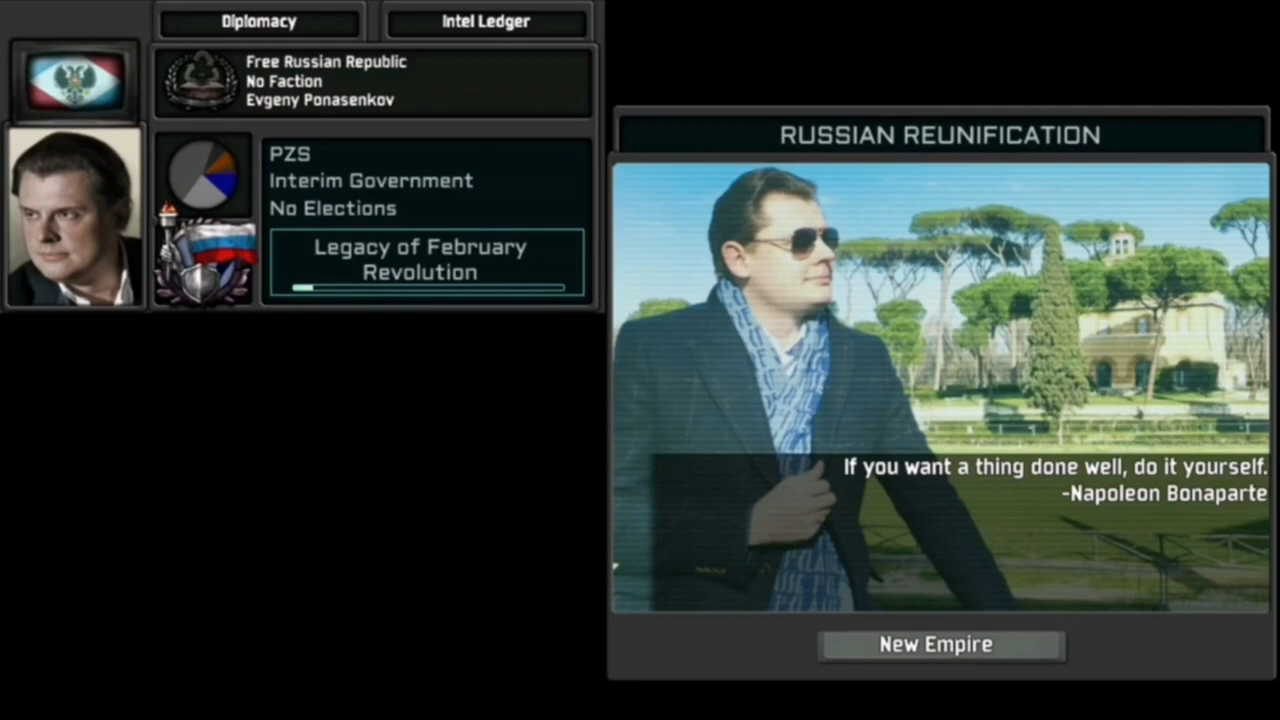 Diplomacy
Intel Ledger
Free Russian Republic
No Faction
Evgeny Ponasenkov
PZS
Interim Government
No Elections
Legacy of February
Revolution
RUSSIAN REUNIFICATION
If you want a thing done well, do it yourself.
-Napoleon Bonaparte
New Empire